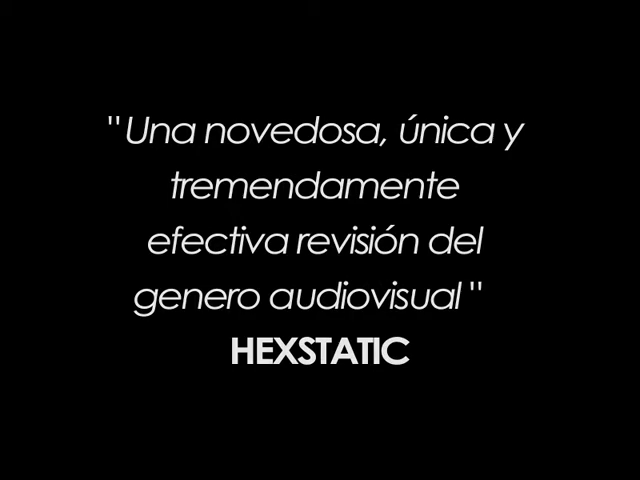 "Una novedosa, única y
tremendamente
efectiva revisión del
genero audiovisual"
HEXSTATIC